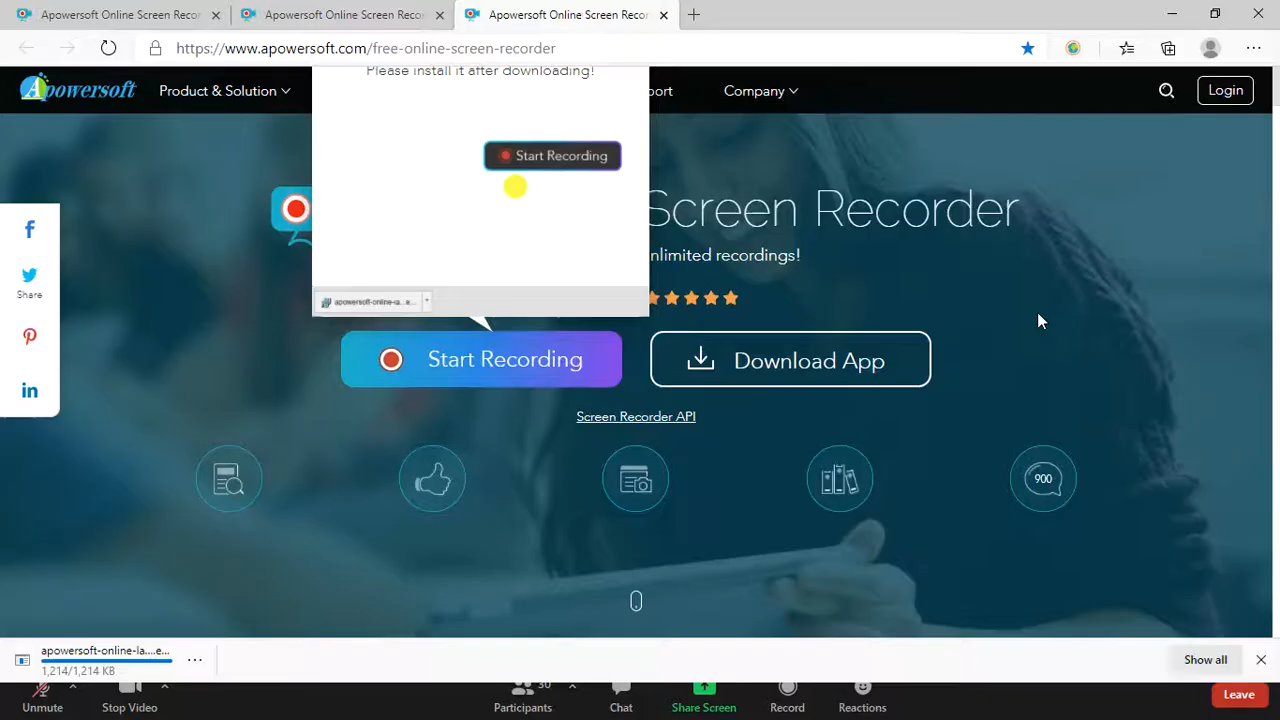 Apowersoft Online Screen Recor
Apowersoft Online Screen Recor
Apowersoft Online Screen Recor
https://www.apowersoft.com/free-online-screen-recorder
Apowersoft
Product & Solution
port
Company
Login
Please install it after downloading!
Start Recording
Screen Recorder
nlimited recordings!
apowersoft-online-la...e...
Share
Start Recording
Download App
Screen Recorder API
900
apowersoft-online-la....e...
1,214/1,214 KB
Show all
Unmute
Stop Video
30
Participants
Chat
Share Screen
Record
Reactions
Leave